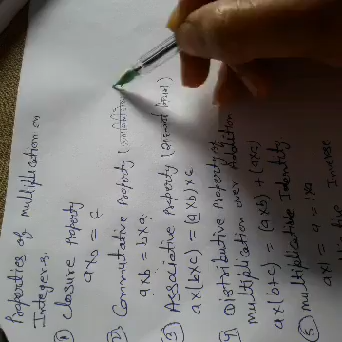 Properties of multiplication on
Integers.
(1) Closure Property
a×b = c
(2) Commutative Property
a×b = b×a.
(3) Associative Property
a×(b×c) = (a×b)×c
(4) Distributive Property of
multiplication over Addition
a×(b+c) = (a×b) + (a×c)
(5) Multiplicative Identity
a×1 = a = 1×a
Inverse